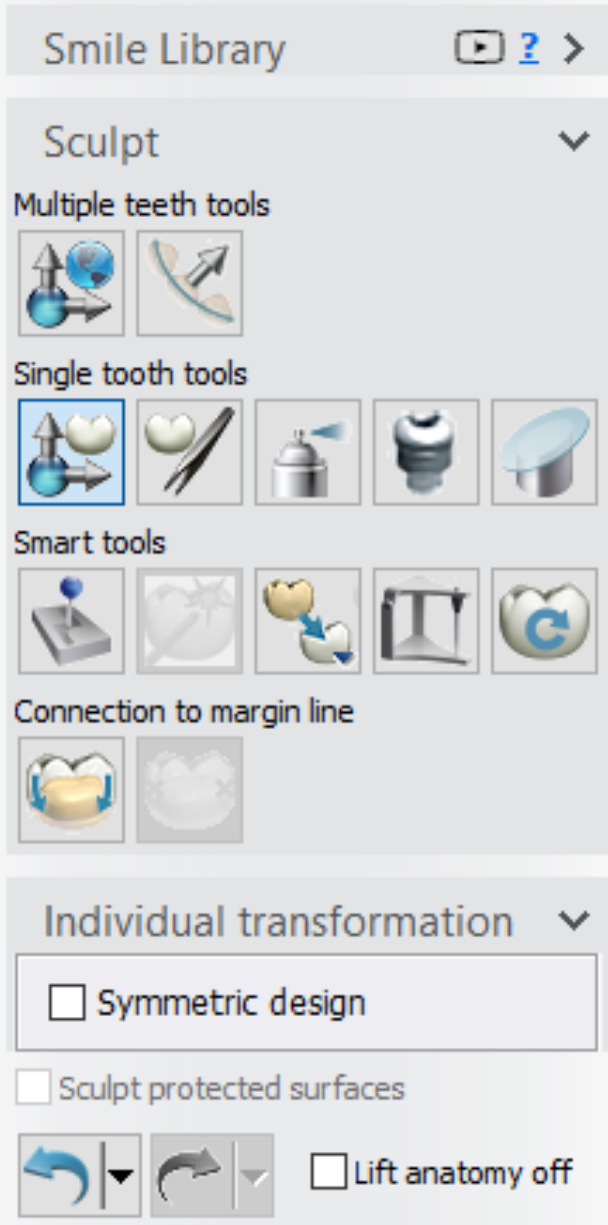 Smile Library ?
Sculpt
Multiple teeth tools
Single tooth tools
Smart tools
Connection to margin line
Individual transformation
Symmetric design
Sculpt protected surfaces
Lift anatomy off